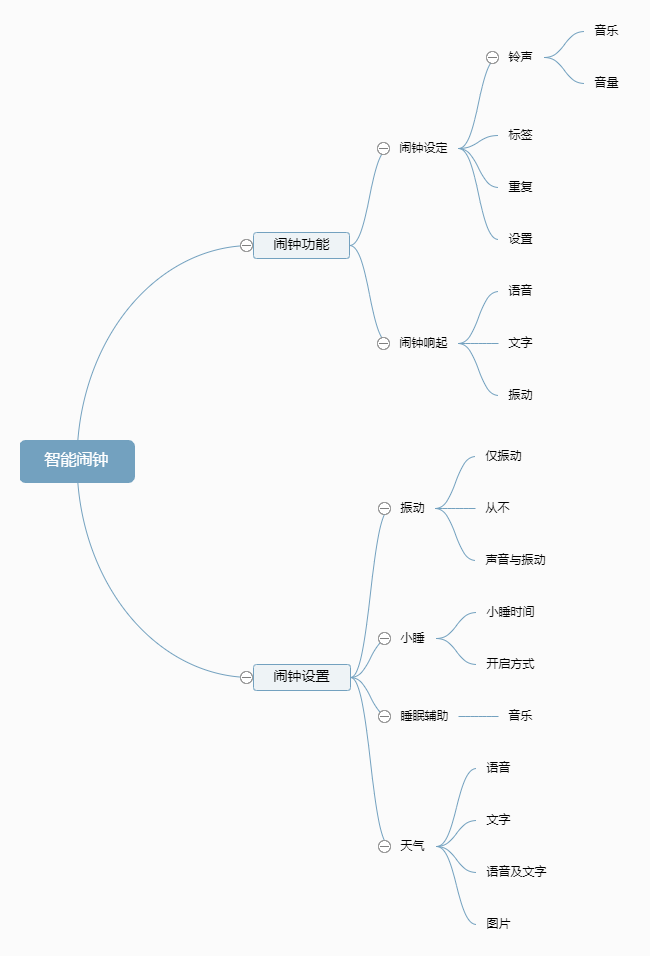 智能闹钟
闹钟功能
闹钟设定
铃声
音乐
音量
标签
重复
设置
闹钟响起
语音
文字
振动
闹钟设置
振动
仅振动
从不
声音与振动
小睡
小睡时间
开启方式
睡眠辅助
音乐
天气
语音
文字
语音及文字
图片